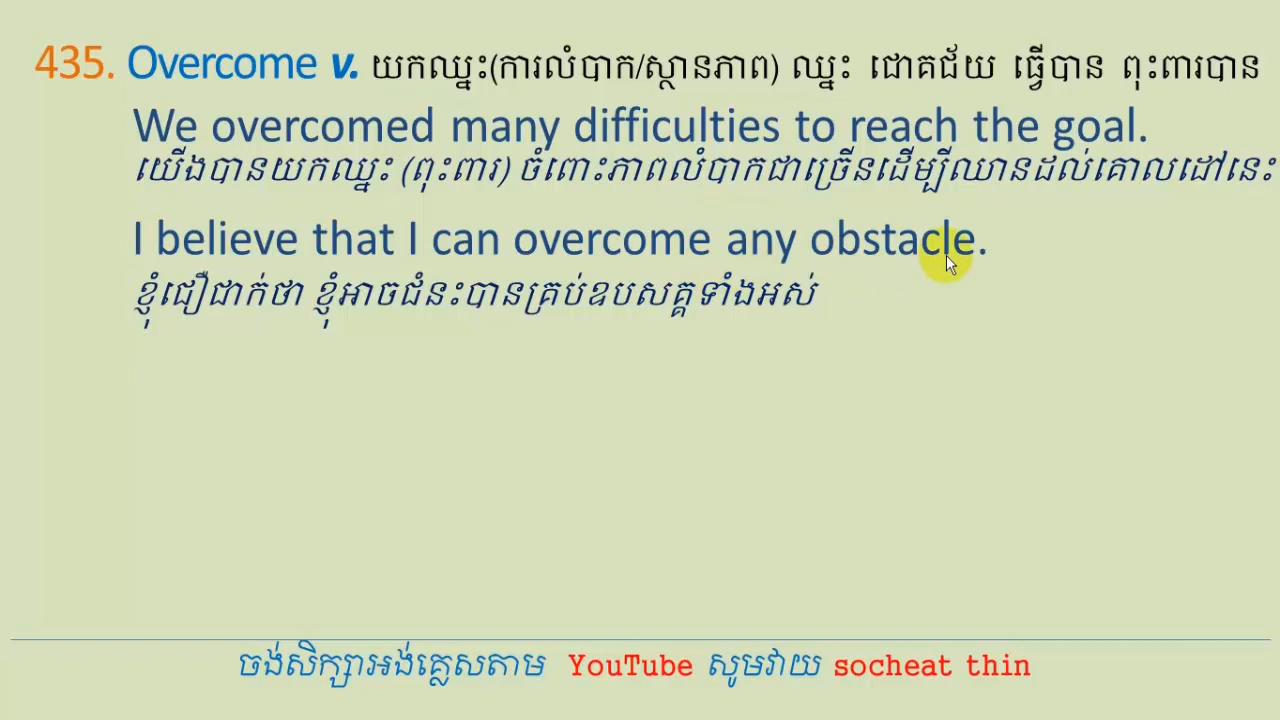 435. Overcome v. យកឈ្នះ(ការលំបាក/ស្ថានភាព) ឈ្នះ ជោគជ័យ ធ្វើបាន ពុះពារបាន
We overcomed many difficulties to reach the goal.
យើងបានយកឈ្នះ (ពុះពារ) ចំពោះភាពលំបាកជាច្រើនដើម្បីឈានដល់គោលដៅនេះ
I believe that I can overcome any obstacle.
ខ្ញុំជឿជាក់ថា ខ្ញុំអាចជំនះបានគ្រប់ឧបសគ្គទាំងអស់
ចង់សិក្សាអង់គ្លេសតាម YouTube សូមវាយ socheat thin